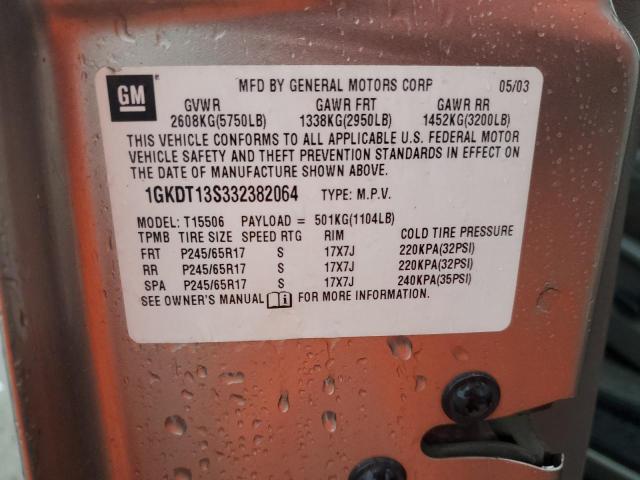 GM
MFD BY GENERAL MOTORS CORP 05/03
GVWR GAWR FRT GAWR RR
2608KG(5750LB) 1338KG(2950LB) 1452KG(3200LB)
THIS VEHICLE CONFORMS TO ALL APPLICABLE U.S. FEDERAL MOTOR
VEHICLE SAFETY AND THEFT PREVENTION STANDARDS IN EFFECT ON
THE DATE OF MANUFACTURE SHOWN ABOVE.
1GKDT13S332382064 TYPE: M.P.V.
MODEL: T15506 PAYLOAD = 501KG(1104LB)
TPMB TIRE SIZE SPEED RTG RIM COLD TIRE PRESSURE
FRT P245/65R17 S 17X7J 220KPA(32PSI)
RR P245/65R17 S 17X7J 220KPA(32PSI)
SPA P245/65R17 S 17X7J 240KPA(35PSI)
SEE OWNER'S MANUAL i FOR MORE INFORMATION.